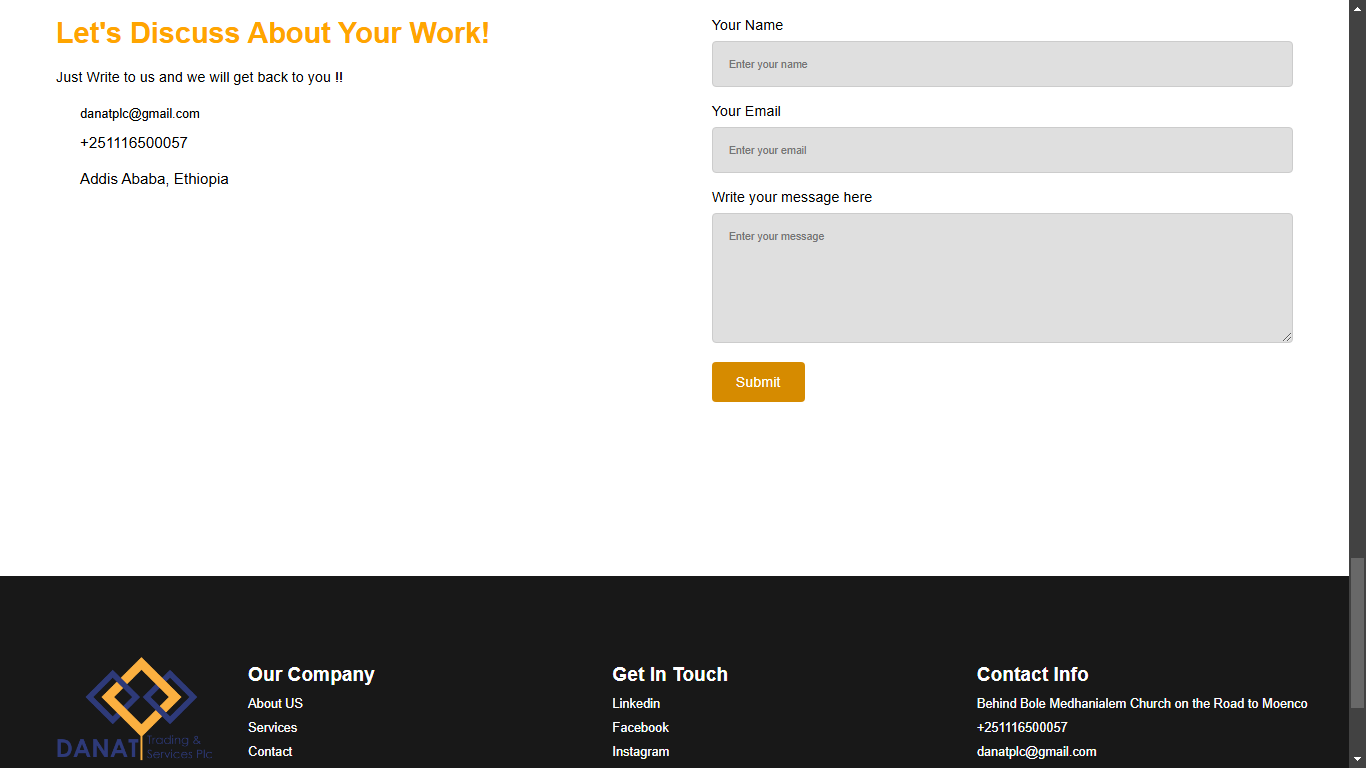 Let's Discuss About Your Work!
Just Write to us and we will get back to you !!
danatplc@gmail.com
+251116500057
Addis Ababa, Ethiopia
Your Name
Enter your name
Your Email
Enter your email
Write your message here
Enter your message
Submit
DANAT
Trading &
Services Plc
Our Company
About US
Services
Contact
Get In Touch
Linkedin
Facebook
Instagram
Contact Info
Behind Bole Medhanialem Church on the Road to Moenco
+251116500057
danatplc@gmail.com